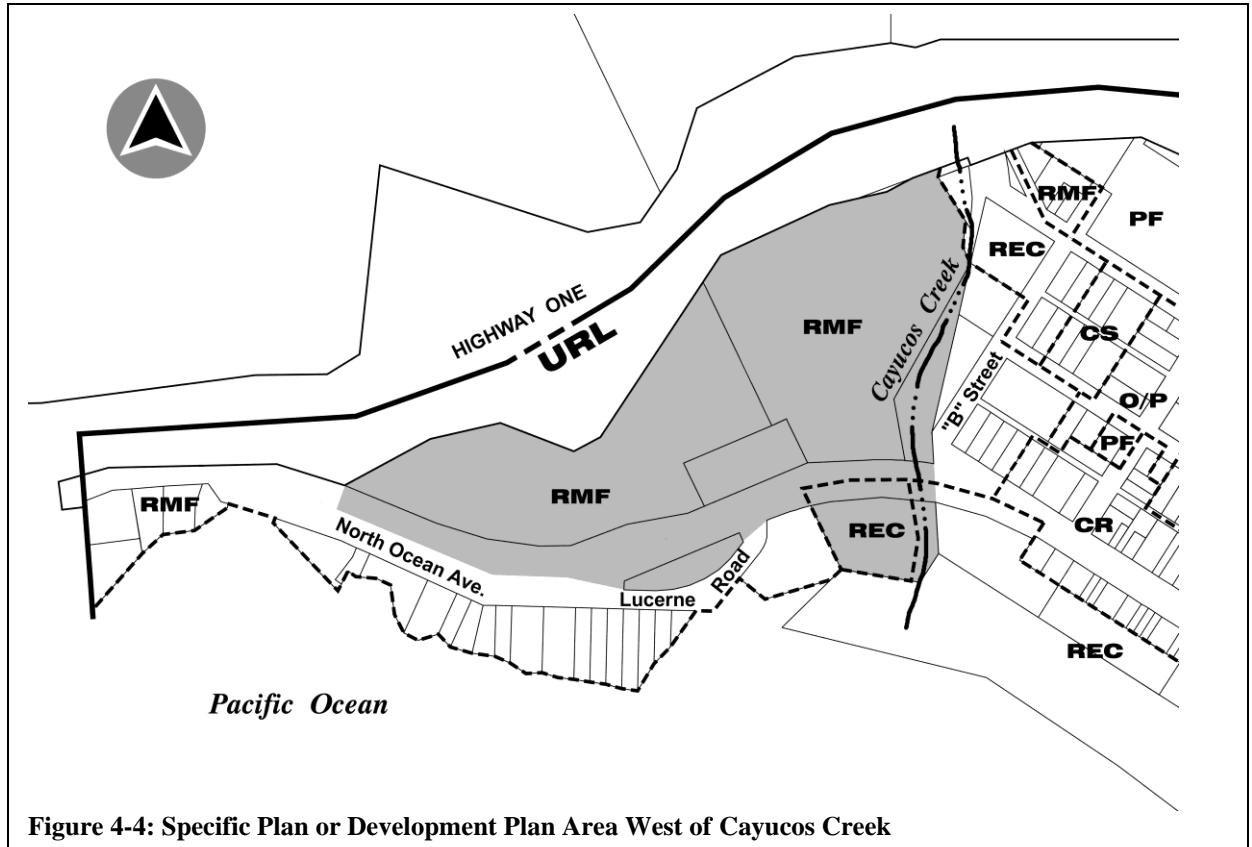 HIGHWAY ONE
URL
RMF
PF
REC
RMF
Cayucos Creek
CS
"B" Street
O/P
PF
RMF
RMF
REC
CR
North Ocean Ave.
Lucerne
Road
REC
Pacific Ocean
Figure 4-4: Specific Plan or Development Plan Area West of Cayucos Creek